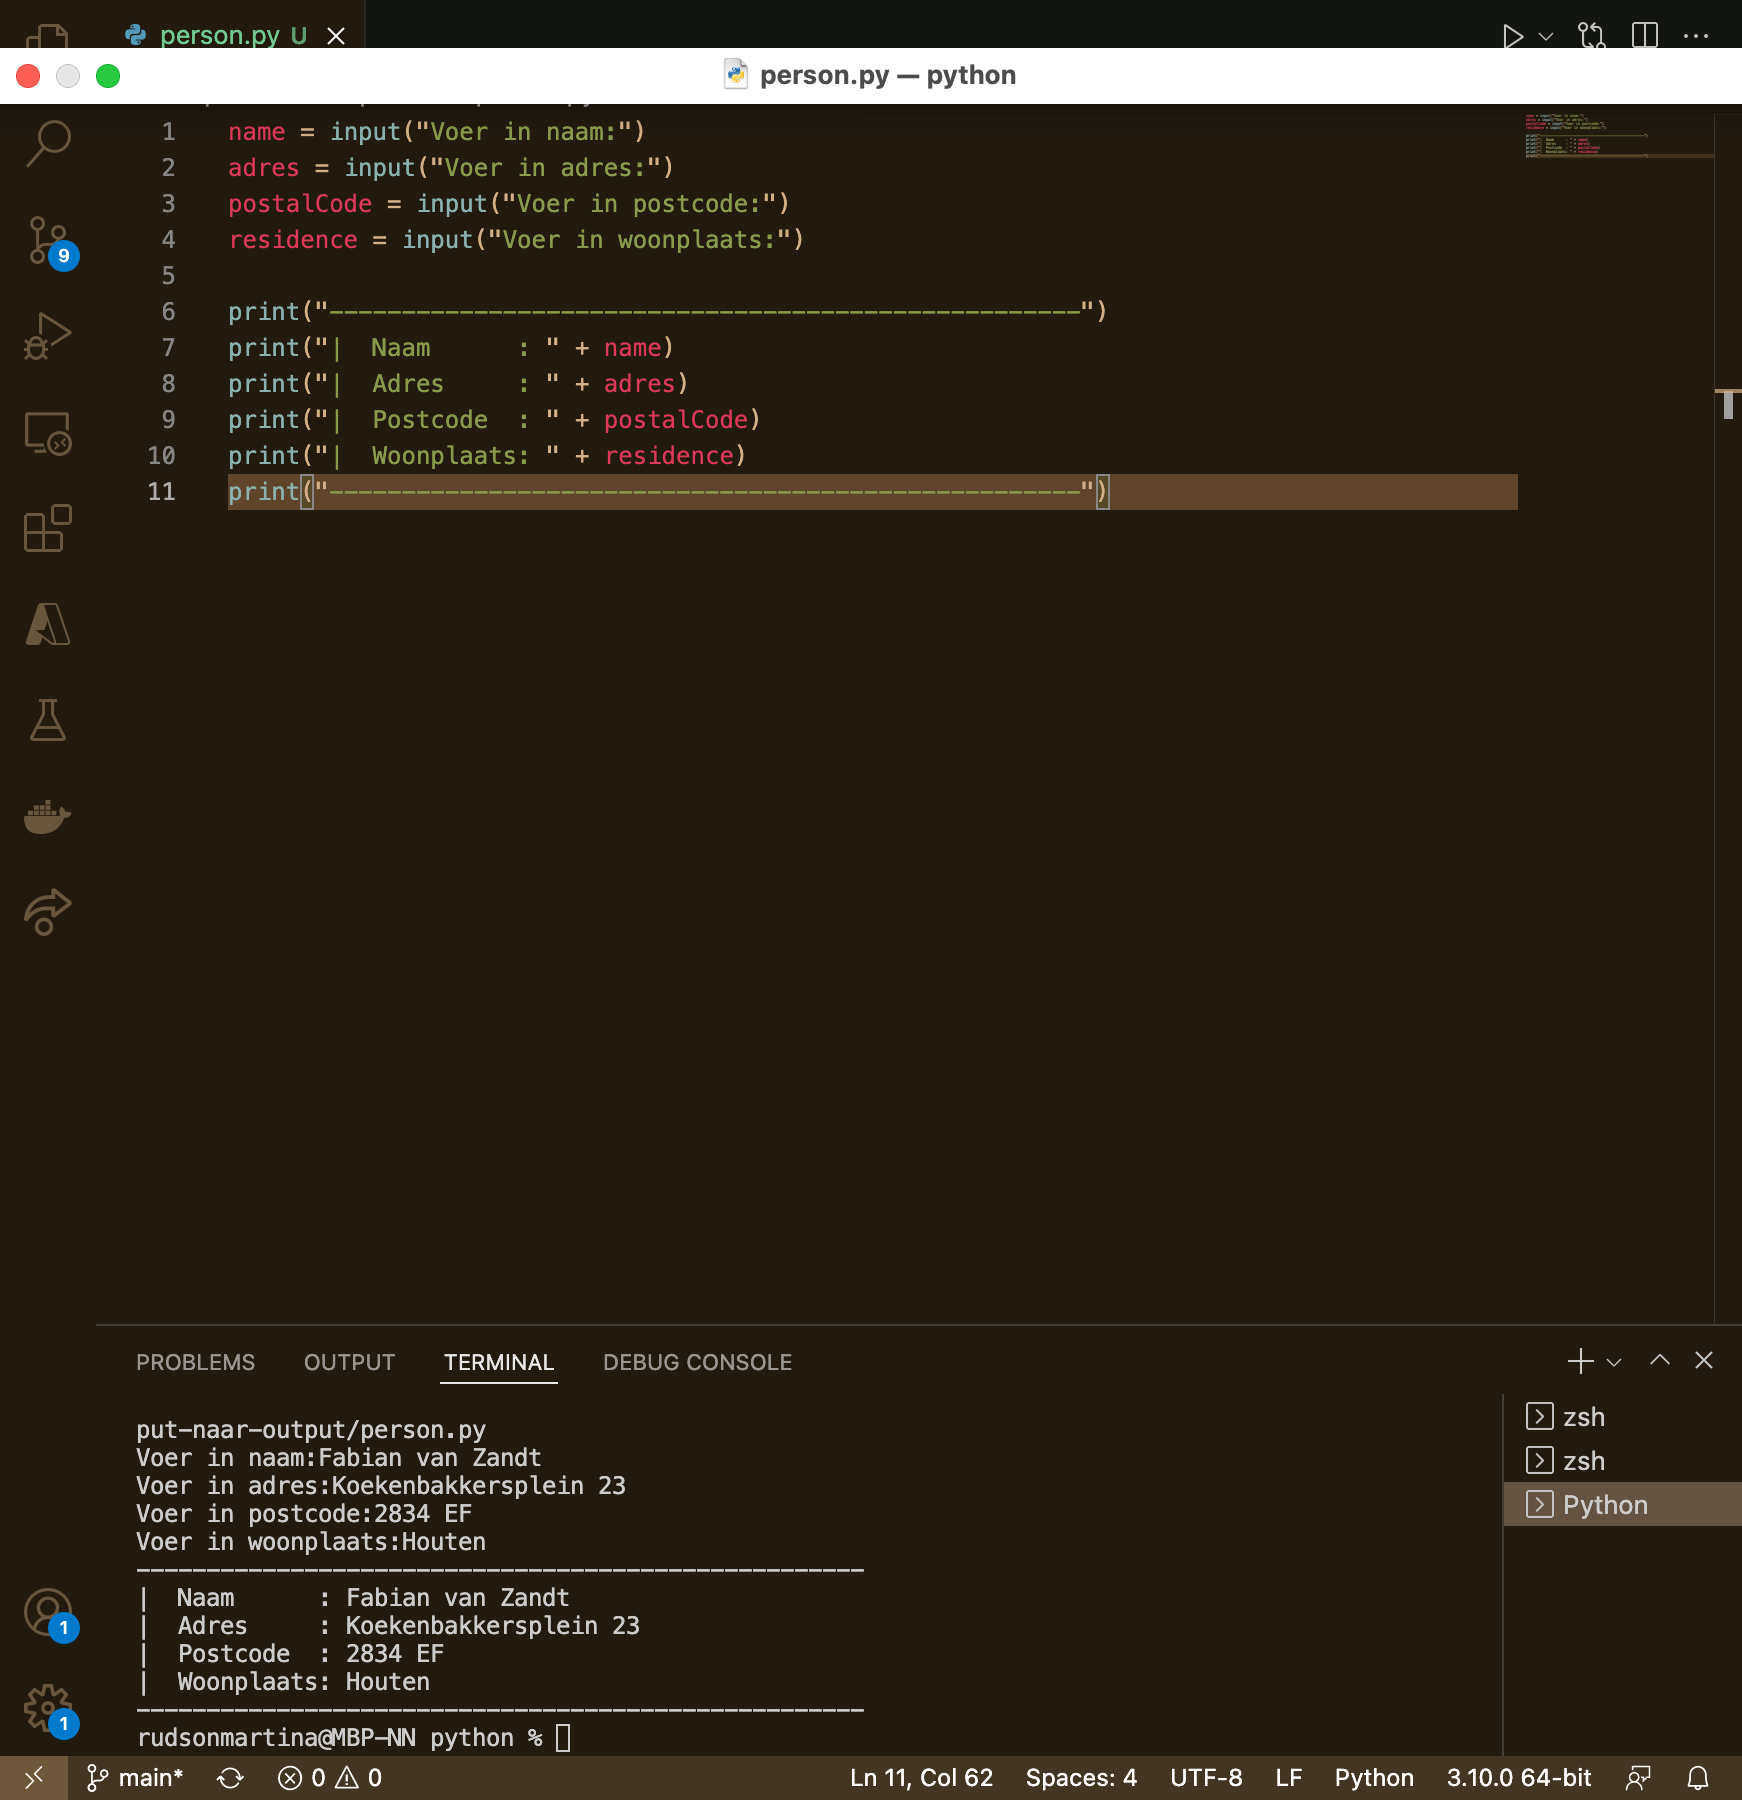 person.py U
person.py — python
1 name = input("Voer in naam:")
2 adres = input("Voer in adres:")
3 postalCode = input("Voer in postcode:")
4 residence = input("Voer in woonplaats:")
5
6 print("----------------------------------------------------")
7 print("|  Naam      : " + name)
8 print("|  Adres     : " + adres)
9 print("|  Postcode  : " + postalCode)
10 print("|  Woonplaats: " + residence)
11 print("----------------------------------------------------")
9
PROBLEMS OUTPUT TERMINAL DEBUG CONSOLE
put-naar-output/person.py
Voer in naam:Fabian van Zandt
Voer in adres:Koekenbakkersplein 23
Voer in postcode:2834 EF
Voer in woonplaats:Houten
----------------------------------------------------
|  Naam      : Fabian van Zandt
|  Adres     : Koekenbakkersplein 23
|  Postcode  : 2834 EF
|  Woonplaats: Houten
----------------------------------------------------
rudsonmartina@MBP-NN python %
zsh
zsh
Python
1
1
main* 0 0 Ln 11, Col 62 Spaces: 4 UTF-8 LF Python 3.10.0 64-bit